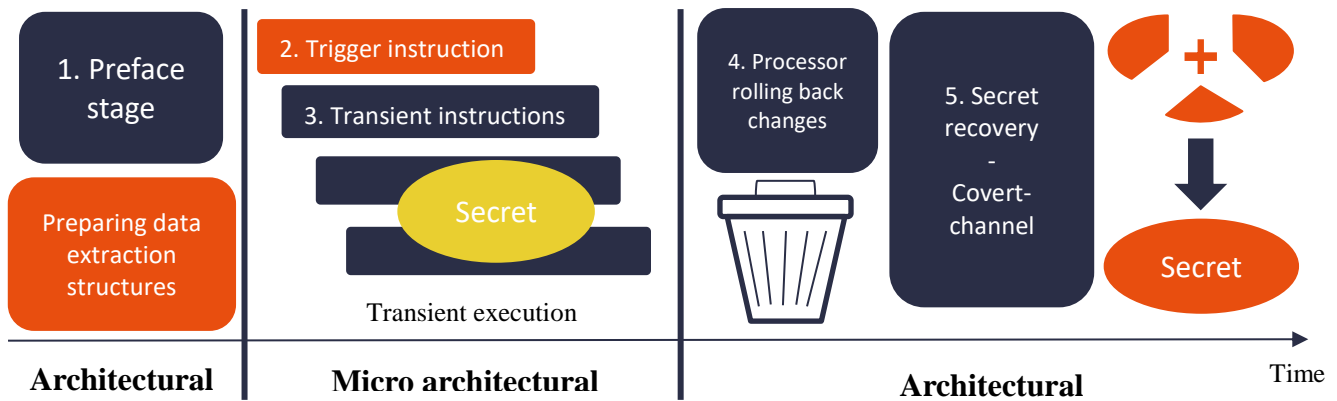 1. Preface
stage
Preparing data
extraction
structures
2. Trigger instruction
3. Transient instructions
Secret
Transient execution
4. Processor
rolling back
changes
5. Secret
recovery
-
Covert-
channel
+
Secret
Architectural
Micro architectural
Architectural
Time